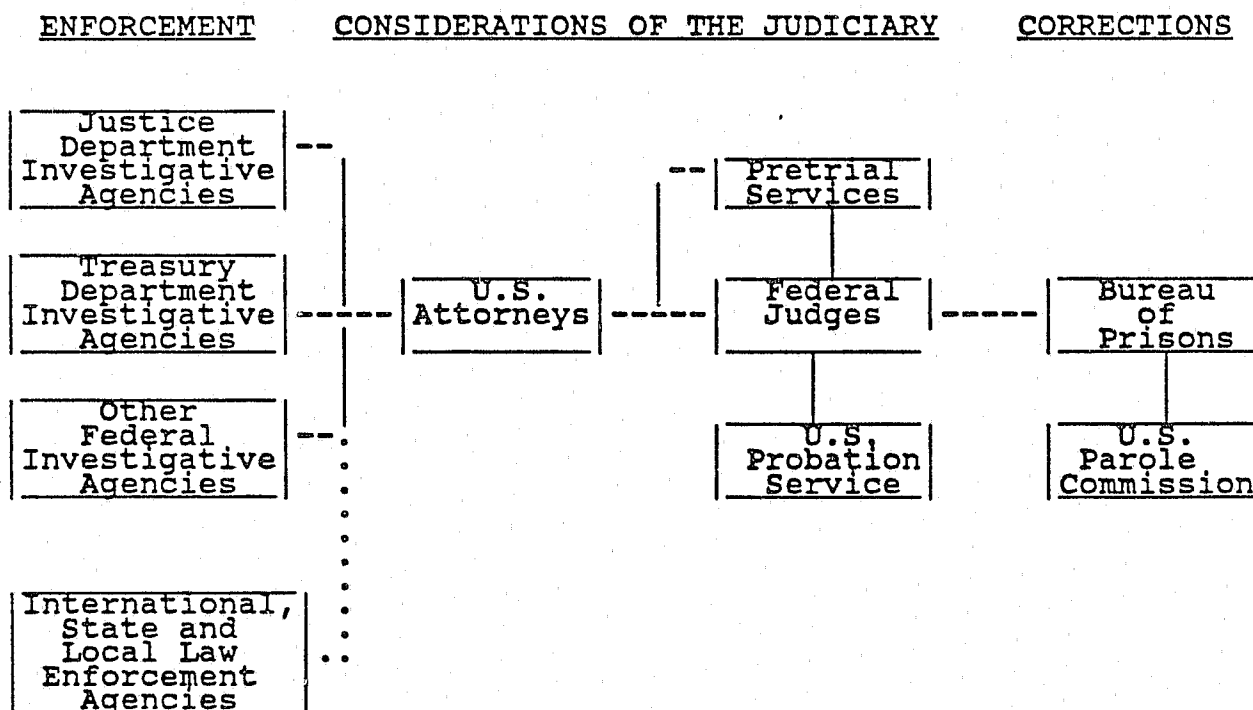 ENFORCEMENT
CONSIDERATIONS OF THE JUDICIARY
CORRECTIONS
Justice
Department
Investigative
Agencies
Treasury
Department
Investigative
Agencies
Other
Federal
Investigative
Agencies
International,
State and
Local Law
Enforcement
Agencies
U.S.
Attorneys
Pretrial
Services
Federal
Judges
U.S.
Probation
Service
Bureau
of
Prisons
U.S.
Parole
Commission